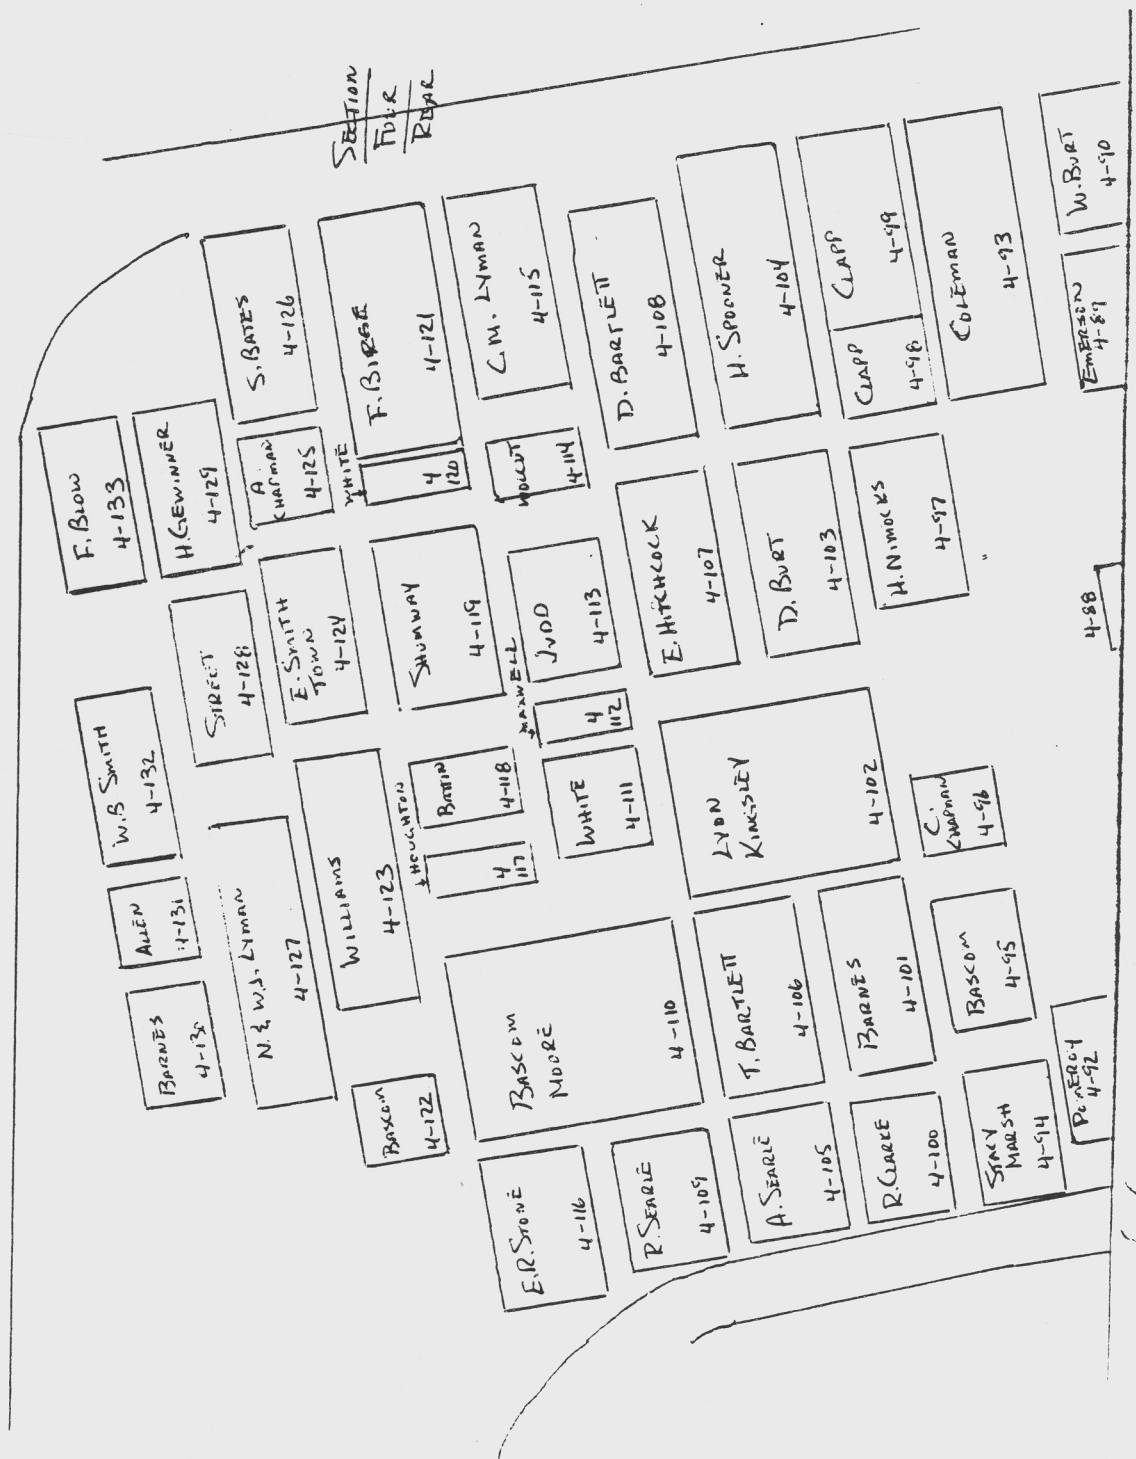 SECTION
FOUR
REAR
F. BLOW
4-133
H. GEWINNER
4-129
S. BATES
4-126
A
CHAPMAN
4-125
WHITE
4
120
F. BIRGE
4-121
C.M. LYMAN
4-115
WOLCUT
4-114
D. BARTLETT
4-108
H. SPOONER
4-104
CLAPP
4-99
CLAPP
4-98
COLEMAN
4-93
W. BURT
4-90
EMERSON
4-89
W.B SMITH
4-132
STREET
4-128
E. SMITH
TOWN
4-124
SHUMWAY
4-119
JUDD
4-113
MAXWELL
4
112
E. HITCHCOCK
4-107
D. BURT
4-103
H. NIMOCKS
4-97
4-88
ALLEN
4-131
BARNES
4-130
N. & W.J. LYMAN
4-127
WILLIAMS
4-123
HOUGHTON
4
117
BATTIN
4-118
WHITE
4-111
LYON
KINGSLEY
4-102
C.
CHAPMAN
4-96
BASCOM
4-122
BASCOM
MOORE
4-110
T. BARTLETT
4-106
BARNES
4-101
BASCOM
4-95
POMEROY
4-92
E.R. STONE
4-116
R. SEARLE
4-109
A. SEARLE
4-105
R. CLARKE
4-100
STACY
MARSH
4-94